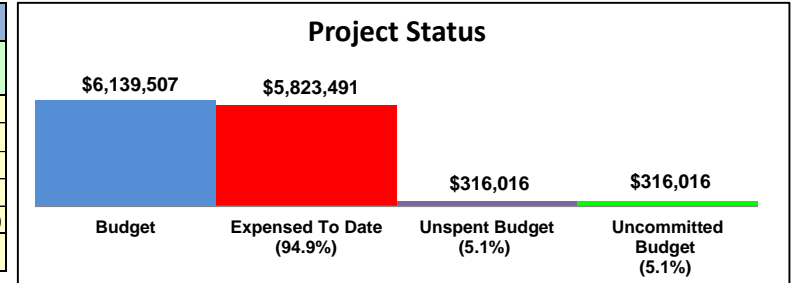 Project Status
$6,139,507
$5,823,491
$316,016
$316,016
Budget
Expensed To Date
(94.9%)
Unspent Budget
(5.1%)
Uncommitted
Budget
(5.1%)
)